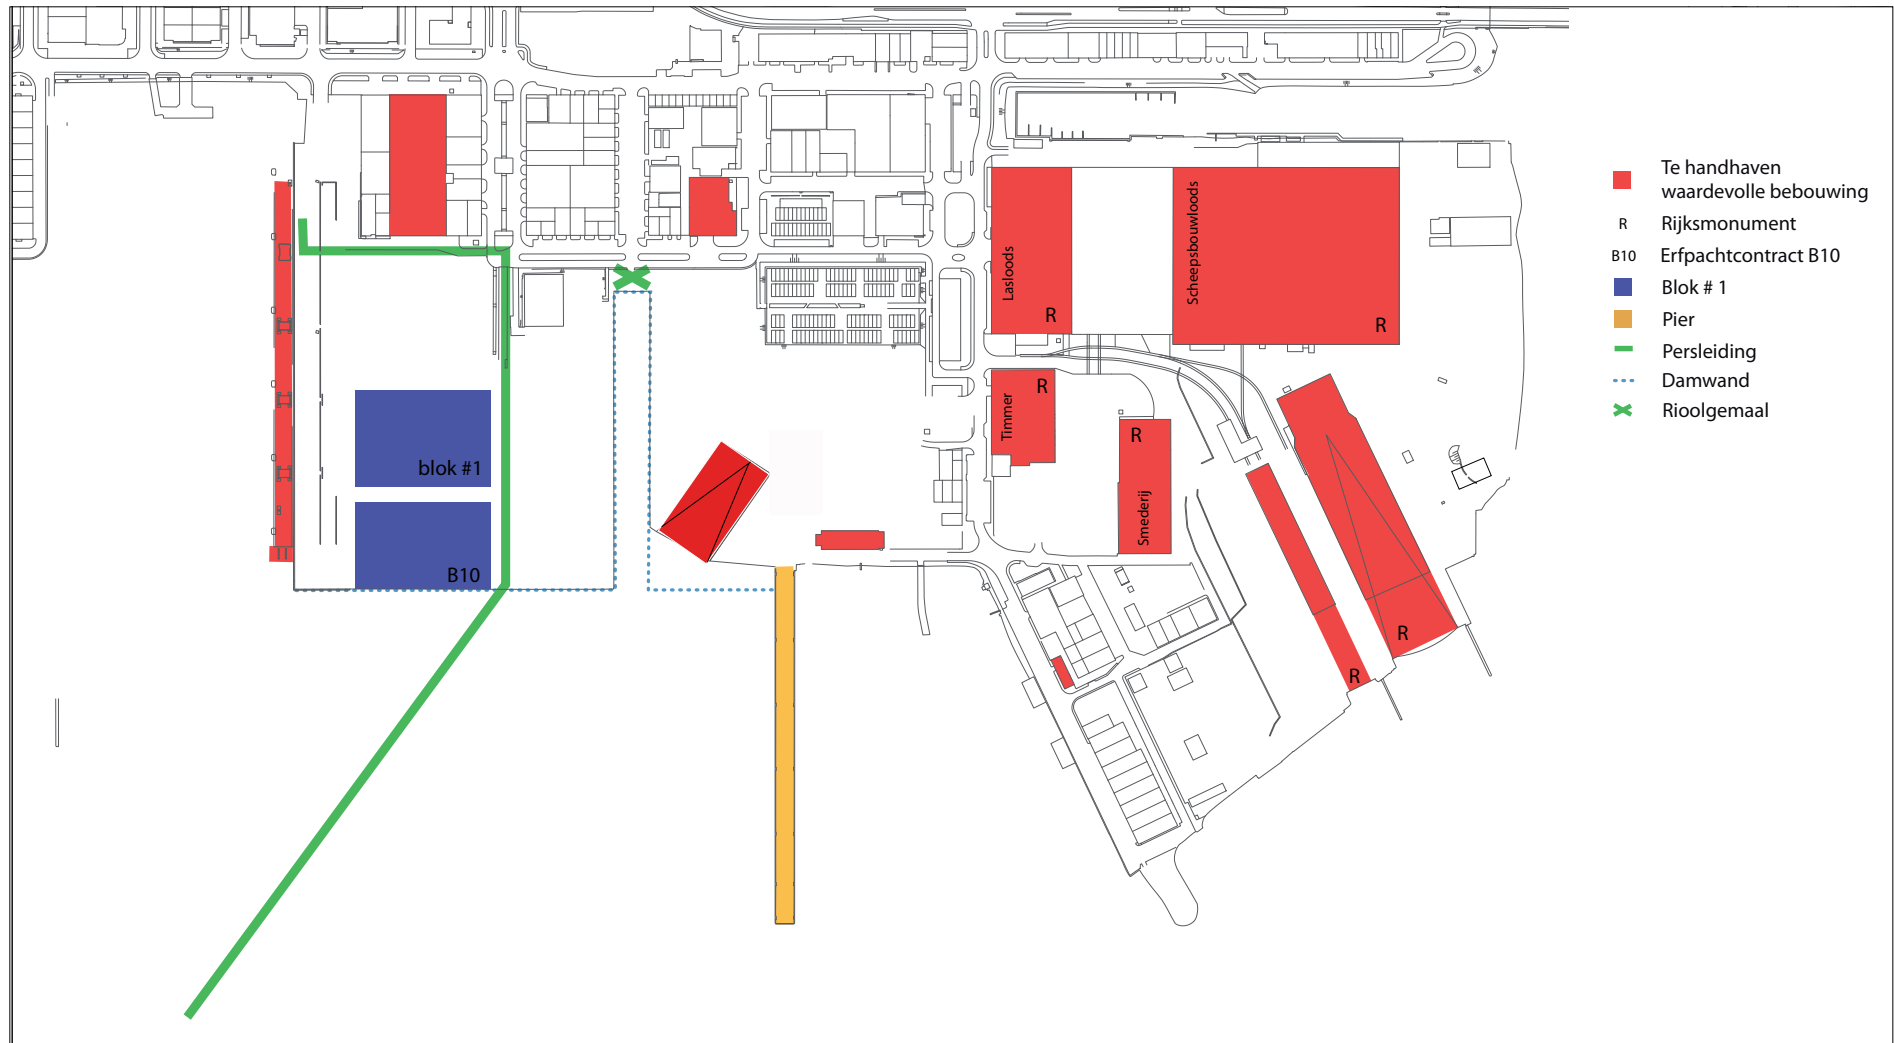 Te handhaven
waardevolle bebouwing
R Rijksmonument
B10 Erfpachtcontract B10
Blok # 1
Pier
Persleiding
Damwand
Rioolgemaal
Lasloods
R
Scheepsbouwloods
R
Timmer
R
Smederij
R
R
R
blok #1
B10